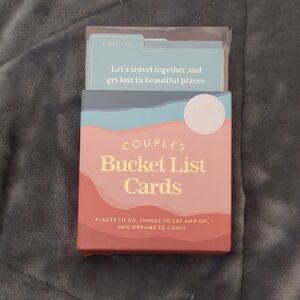 Let's travel together and
get lost in beautiful places.
COUPLES
Bucket List
Cards
PLACES TO GO, THINGS TO EAT AND DO,
AND DREAMS TO CHASE